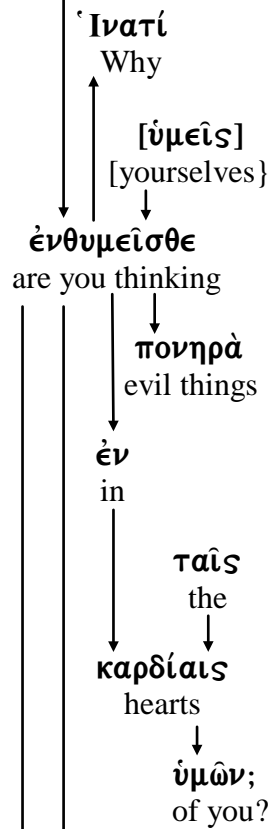 Ἱνατί
Why
[ὑμεῖς]
[yourselves}
ἐνθυμεῖσθε
are you thinking
πονηρὰ
evil things
ἐν
in
ταῖς
the
καρδίαις
hearts
ὑμῶν;
of you?